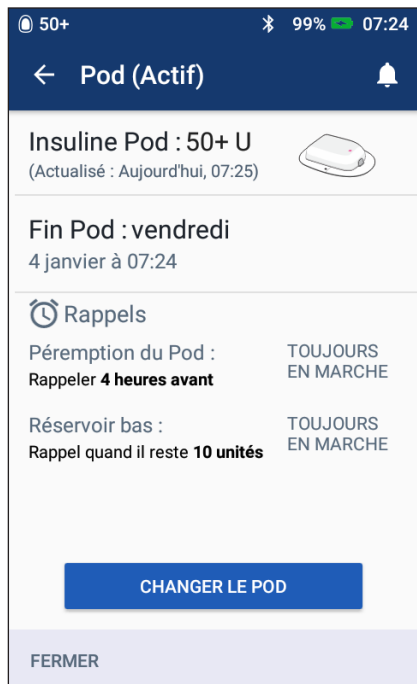 50+ 99% 07:24
Pod (Actif)
Insuline Pod : 50+ U
(Actualisé : Aujourd'hui, 07:25)
Fin Pod : vendredi
4 janvier à 07:24
Rappels
Péremption du Pod : TOUJOURS
Rappeler 4 heures avant EN MARCHE
Réservoir bas : TOUJOURS
Rappel quand il reste 10 unités EN MARCHE
CHANGER LE POD
FERMER